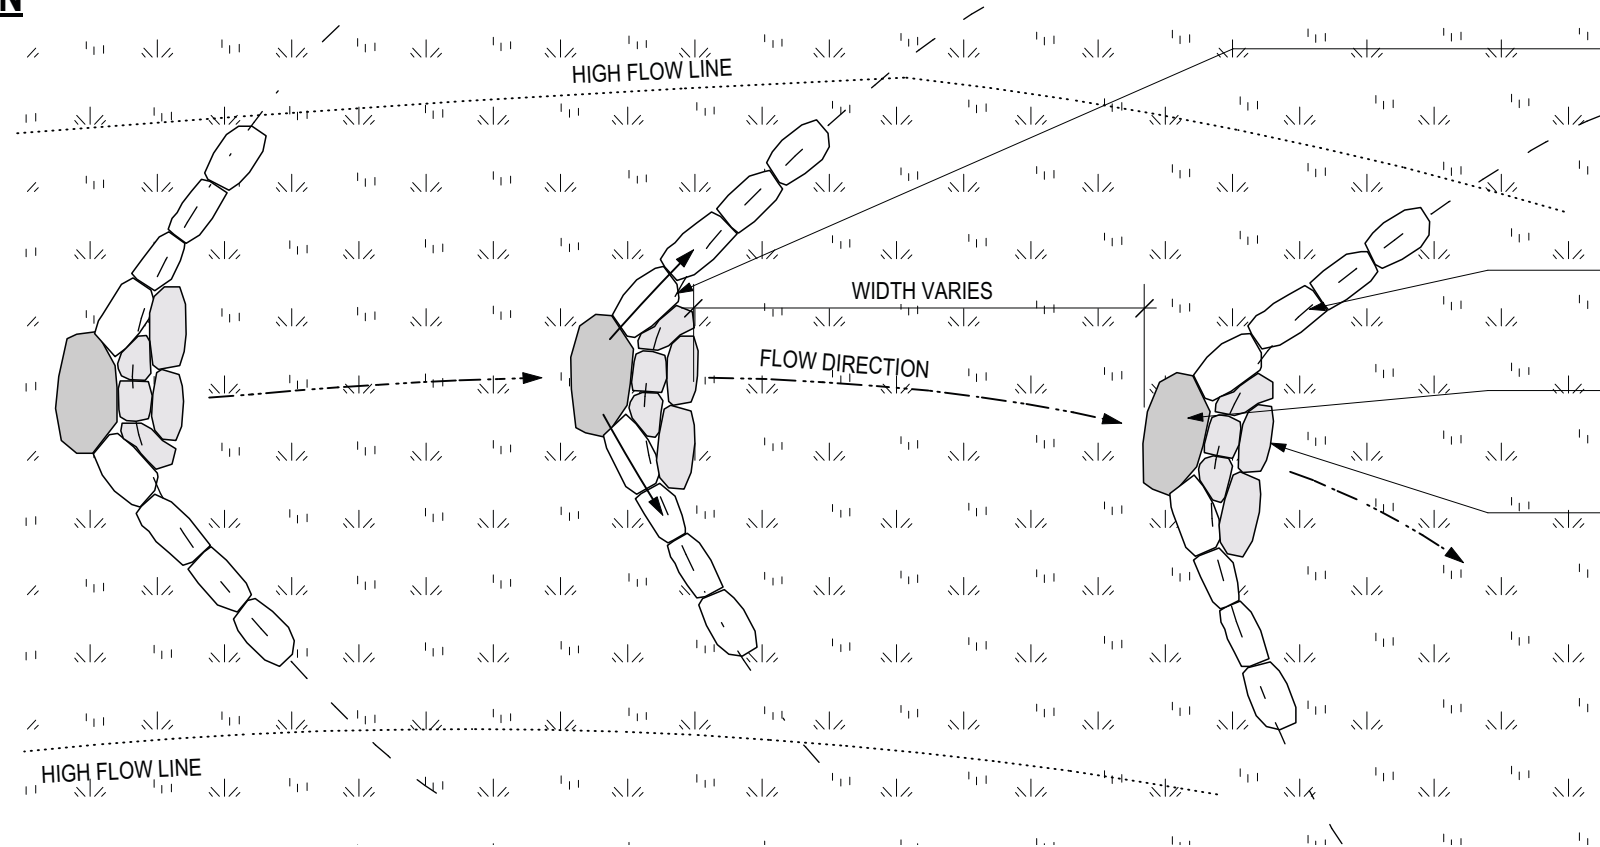 N
HIGH FLOW LINE
WIDTH VARIES
FLOW DIRECTION
HIGH FLOW LINE